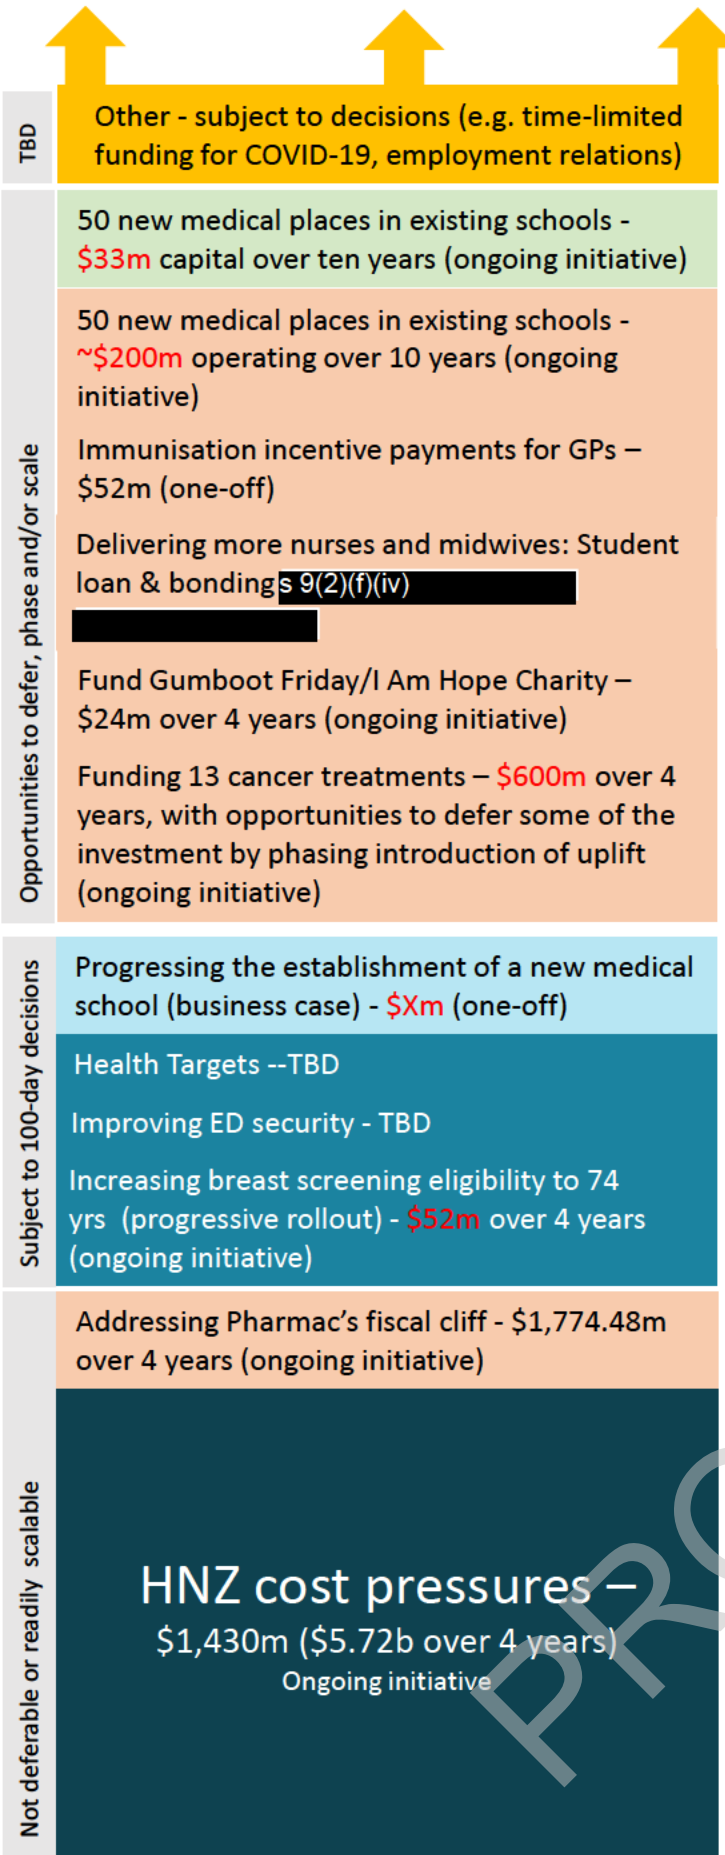 TBD
Other - subject to decisions (e.g. time-limited
funding for COVID-19, employment relations)
Opportunities to defer, phase and/or scale
50 new medical places in existing schools -
$33m capital over ten years (ongoing initiative)
50 new medical places in existing schools -
~$200m operating over 10 years (ongoing
initiative)
Immunisation incentive payments for GPs –
$52m (one-off)
Delivering more nurses and midwives: Student
loan & bonding s 9(2)(f)(iv)
Fund Gumboot Friday/I Am Hope Charity –
$24m over 4 years (ongoing initiative)
Funding 13 cancer treatments – $600m over 4
years, with opportunities to defer some of the
investment by phasing introduction of uplift
(ongoing initiative)
Subject to 100-day decisions
Progressing the establishment of a new medical
school (business case) - $Xm (one-off)
Health Targets --TBD
Improving ED security - TBD
Increasing breast screening eligibility to 74
yrs (progressive rollout) - $52m over 4 years
(ongoing initiative)
Not deferable or readily scalable
Addressing Pharmac’s fiscal cliff - $1,774.48m
over 4 years (ongoing initiative)
HNZ cost pressures –
$1,430m ($5.72b over 4 years)
Ongoing initiative